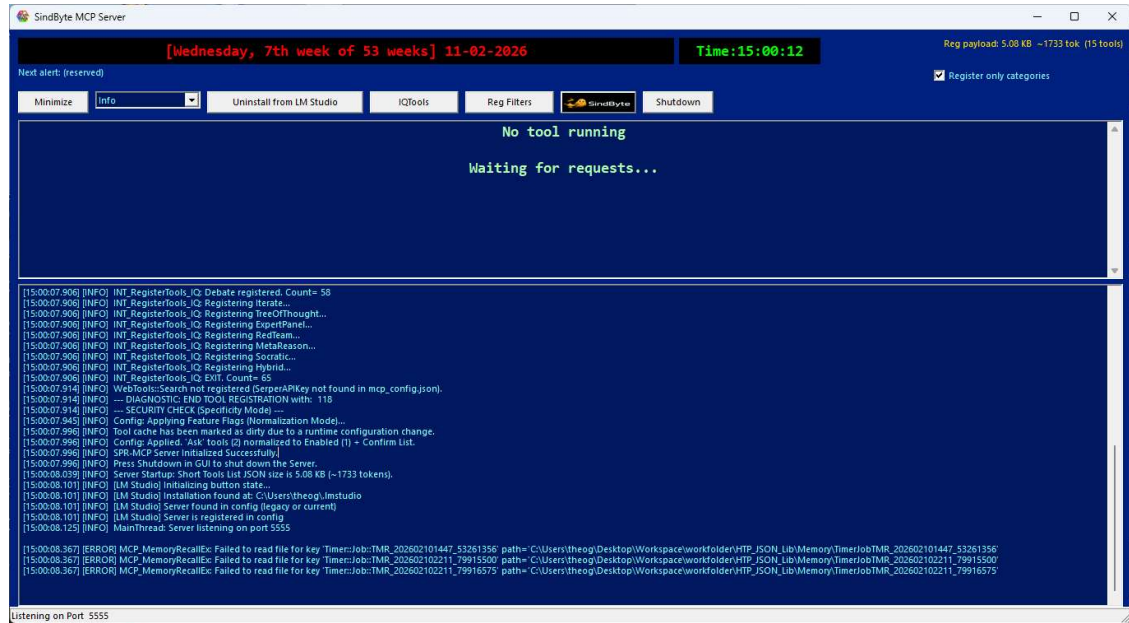 SindByte MCP Server
[Wednesday, 7th week of 53 weeks] 11-02-2026
Time:15:00:12
Reg payload: 5.08 KB ~1733 tok (15 tools)
Next alert: (reserved)
Register only categories
Minimize
Info
Uninstall from LM Studio
IQTools
Reg Filters
SindByte
Shutdown
No tool running
Waiting for requests...
[15:00:07.906] [INFO] INT_RegisterTools_IQ: Debate registered. Count= 58
[15:00:07.906] [INFO] INT_RegisterTools_IQ: Registering Iterate...
[15:00:07.906] [INFO] INT_RegisterTools_IQ: Registering TreeOfThought...
[15:00:07.906] [INFO] INT_RegisterTools_IQ: Registering ExpertPanel...
[15:00:07.906] [INFO] INT_RegisterTools_IQ: Registering RedTeam...
[15:00:07.906] [INFO] INT_RegisterTools_IQ: Registering MetaReason...
[15:00:07.906] [INFO] INT_RegisterTools_IQ: Registering Socratic...
[15:00:07.906] [INFO] INT_RegisterTools_IQ: Registering Hybrid...
[15:00:07.906] [INFO] INT_RegisterTools_IQ: EXIT. Count= 65
[15:00:07.914] [INFO] WebTools::Search not registered (SerperAPIKey not found in mcp_config.json).
[15:00:07.914] [INFO] --- DIAGNOSTIC: END TOOL REGISTRATION with: 118
[15:00:07.914] [INFO] --- SECURITY CHECK (Specificity Mode) ---
[15:00:07.945] [INFO] Config: Applying Feature Flags (Normalization Mode)...
[15:00:07.996] [INFO] Tool cache has been marked as dirty due to a runtime configuration change.
[15:00:07.996] [INFO] Config: Applied. 'Ask' tools (2) normalized to Enabled (1) + Confirm List.
[15:00:07.996] [INFO] SPR-MCP Server Initialized Successfully.
[15:00:07.996] [INFO] Press Shutdown in GUI to shut down the Server.
[15:00:08.039] [INFO] Server Startup: Short Tools List JSON size is 5.08 KB (~1733 tokens).
[15:00:08.101] [INFO] [LM Studio] Initializing button state...
[15:00:08.101] [INFO] [LM Studio] Installation found at: C:\Users\theog\.lmstudio
[15:00:08.101] [INFO] [LM Studio] Server found in config (legacy or current)
[15:00:08.101] [INFO] [LM Studio] Server is registered in config
[15:00:08.125] [INFO] MainThread: Server listening on port 5555
[15:00:08.367] [ERROR] MCP_MemoryRecallEx: Failed to read file for key 'Timer::Job::TMR_202602101447_53261356' path='C:\Users\theog\Desktop\Workspace\workfolder\HTP_JSON_Lib\Memory\TimerJobTMR_202602101447_53261356'
[15:00:08.367] [ERROR] MCP_MemoryRecallEx: Failed to read file for key 'Timer::Job::TMR_202602102211_79915500' path='C:\Users\theog\Desktop\Workspace\workfolder\HTP_JSON_Lib\Memory\TimerJobTMR_202602102211_79915500'
[15:00:08.367] [ERROR] MCP_MemoryRecallEx: Failed to read file for key 'Timer::Job::TMR_202602102211_79916575' path='C:\Users\theog\Desktop\Workspace\workfolder\HTP_JSON_Lib\Memory\TimerJobTMR_202602102211_79916575'
Listening on Port 5555